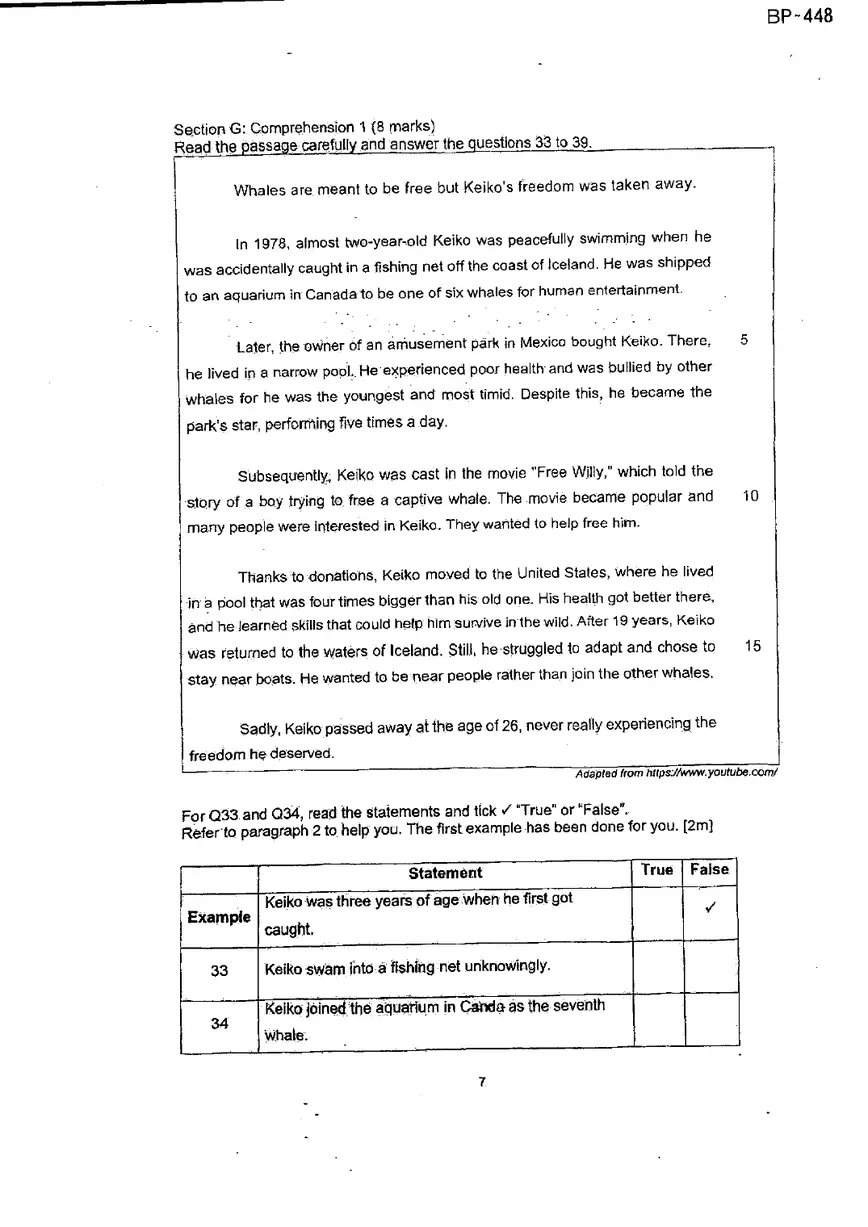 BP-448
Section G: Comprehension 1 (8 marks)
Read the passage carefully and answer the questions 33 to 39.
Whales are meant to be free but Keiko's freedom was taken away.
In 1978, almost two-year-old Keiko was peacefully swimming when he
was accidentally caught in a fishing net off the coast of Iceland. He was shipped
to an aquarium in Canada to be one of six whales for human entertainment.
Later, the owner of an amusement park in Mexico bought Keiko. There, 5
he lived in a narrow pool. He experienced poor health and was bullied by other
whales for he was the youngest and most timid. Despite this, he became the
park's star, performing five times a day.
Subsequently, Keiko was cast in the movie "Free Willy," which told the
story of a boy trying to free a captive whale. The movie became popular and 10
many people were interested in Keiko. They wanted to help free him.
Thanks to donations, Keiko moved to the United States, where he lived
in a pool that was four times bigger than his old one. His health got better there,
and he learned skills that could help him survive in the wild. After 19 years, Keiko
was returned to the waters of Iceland. Still, he struggled to adapt and chose to 15
stay near boats. He wanted to be near people rather than join the other whales.
Sadly, Keiko passed away at the age of 26, never really experiencing the
freedom he deserved.
Adapted from https://www.youtube.com/
For Q33 and Q34, read the statements and tick ✓ "True" or "False".
Refer to paragraph 2 to help you. The first example has been done for you. [2m]
Statement True False
Example Keiko was three years of age when he first got
caught. ✓
33 Keiko swam into a fishing net unknowingly.
34 Keiko joined the aquarium in Canda as the seventh
whale.
7